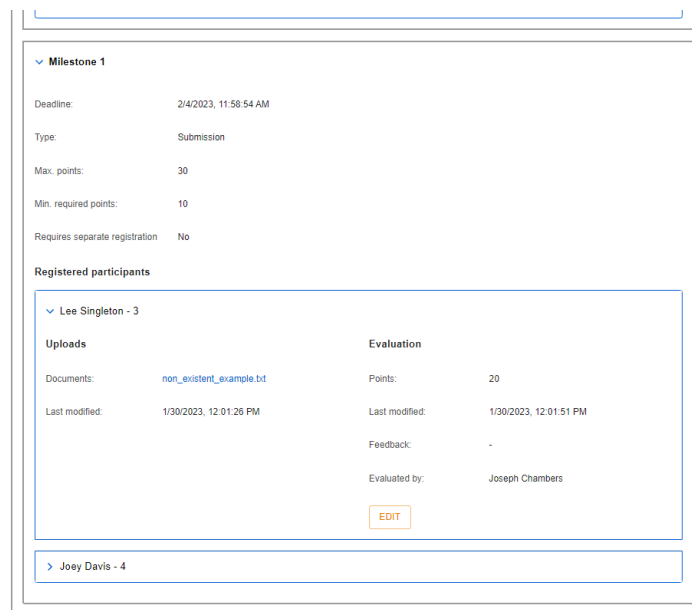 Milestone 1
Deadline: 2/4/2023, 11:58:54 AM
Type: Submission
Max. points: 30
Min. required points: 10
Requires separate registration No
Registered participants
Lee Singleton - 3
Uploads Evaluation
Documents: non_existent_example.txt Points: 20
Last modified: 1/30/2023, 12:01:26 PM Last modified: 1/30/2023, 12:01:51 PM
Feedback: -
Evaluated by: Joseph Chambers
EDIT
Joey Davis - 4